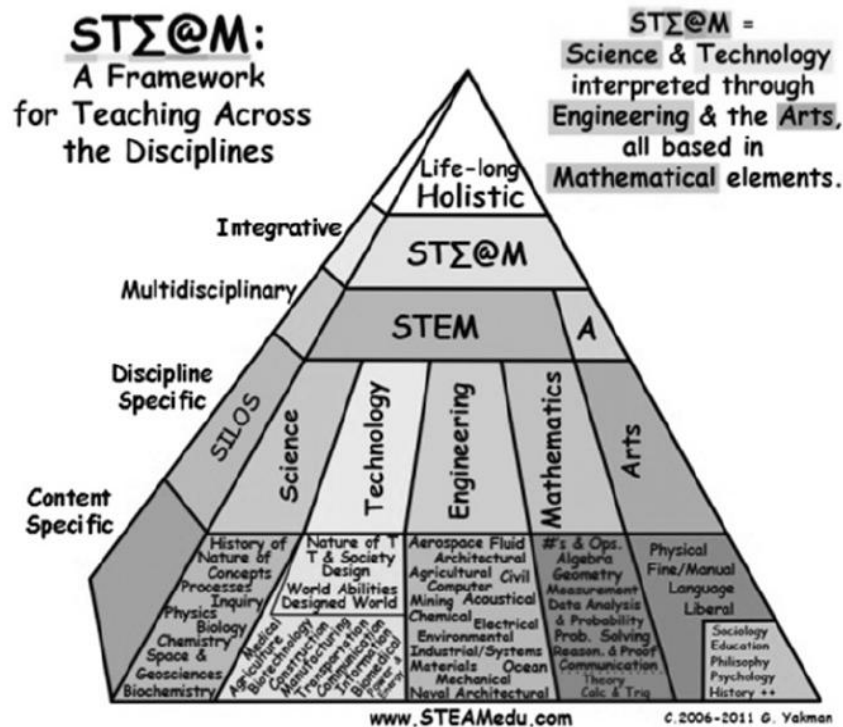 STΣ@M:
A Framework
for Teaching Across
the Disciplines
STΣ@M =
Science & Technology
interpreted through
Engineering & the Arts,
all based in
Mathematical elements.
Life-long
Holistic
Integrative
STΣ@M
Multidisciplinary
STEM
A
Discipline
Specific
SILOS
Science
Technology
Engineering
Mathematics
Arts
Content
Specific
History of
Nature of
Concepts
Processes
Inquiry
Physics
Biology
Chemistry
Space &
Geosciences
Biochemistry
Nature of T
T & Society
Design
World Abilities
Designed World
Medical
Agriculture
Biotechnology
Construction
Manufacturing
Transportation
Communication
Information
Biomedical
Power &
Energy
Aerospace Fluid
Architectural
Agricultural Civil
Computer
Mining Acoustical
Chemical
Electrical
Environmental
Industrial/Systems
Materials Ocean
Mechanical
Naval Architectural
#'s & Ops.
Algebra
Geometry
Measurement
Data Analysis
& Probability
Prob. Solving
Reason. & Proof
Communication
Theory
Calc & Trig
Physical
Fine/Manual
Language
Liberal
Sociology
Education
Philisophy
Psychology
History ++
www.STEAMedu.com
C.2006-2011 G. Yakman